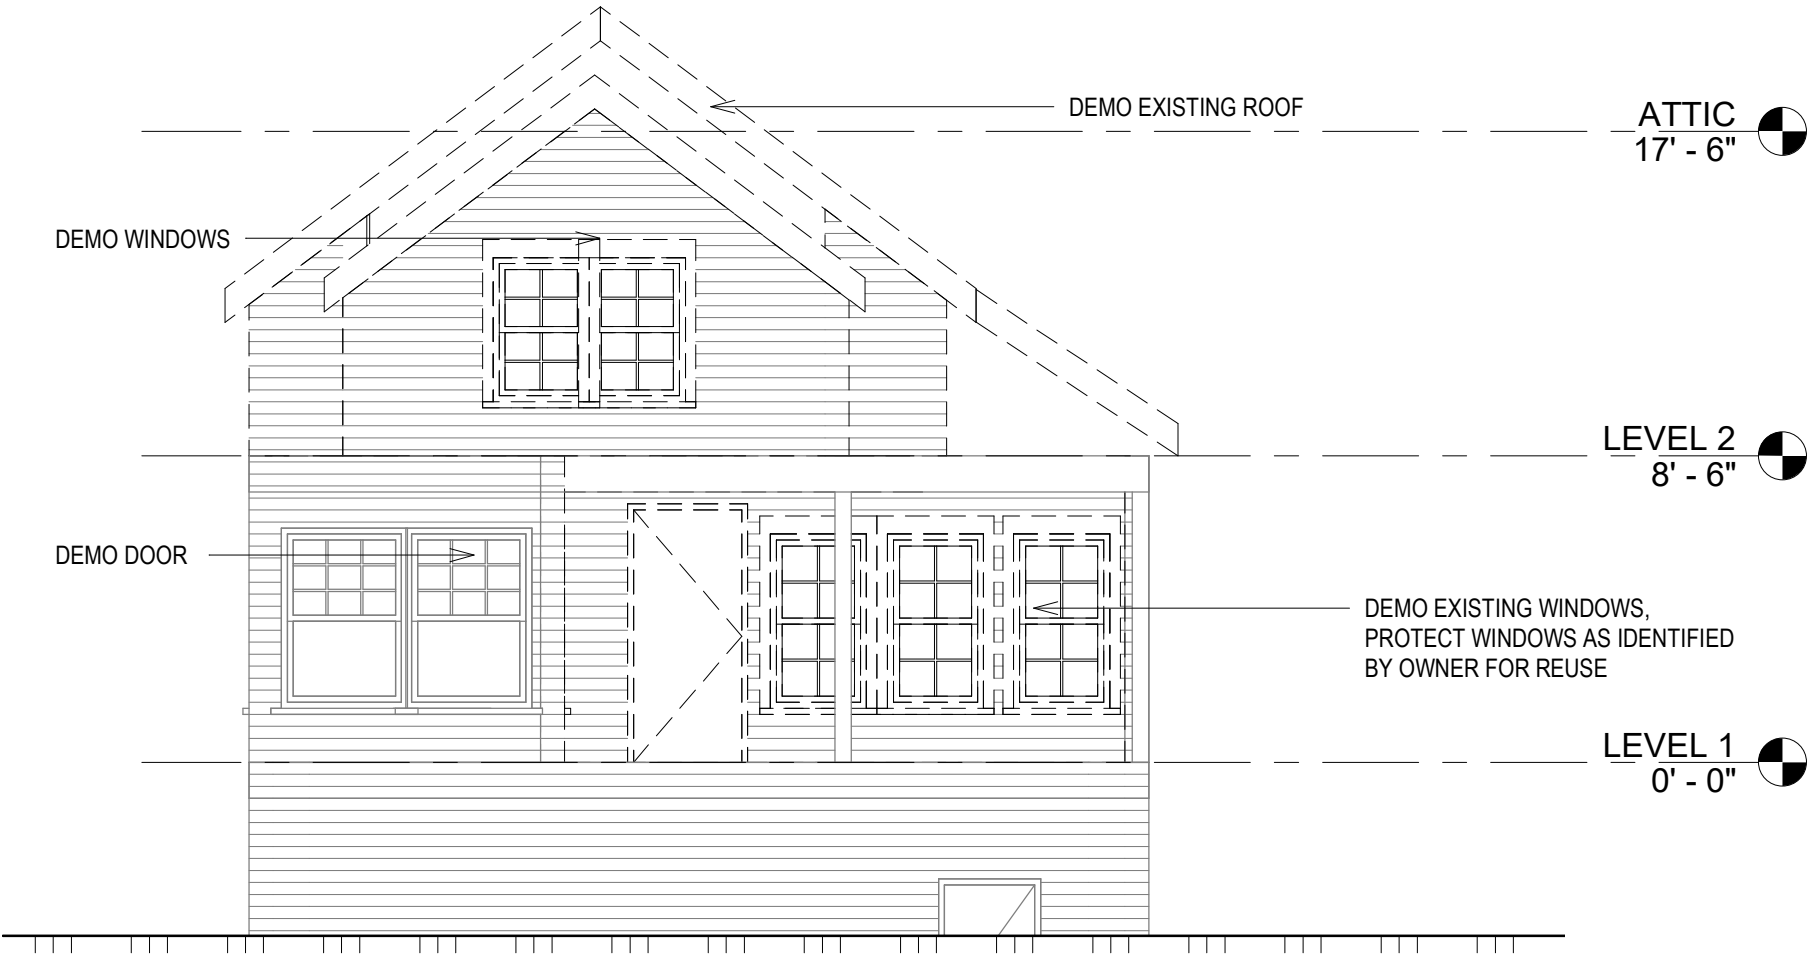 DEMO EXISTING ROOF
ATTIC
17' - 6"
DEMO WINDOWS
LEVEL 2
8' - 6"
DEMO DOOR
DEMO EXISTING WINDOWS,
PROTECT WINDOWS AS IDENTIFIED
BY OWNER FOR REUSE
LEVEL 1
0' - 0"